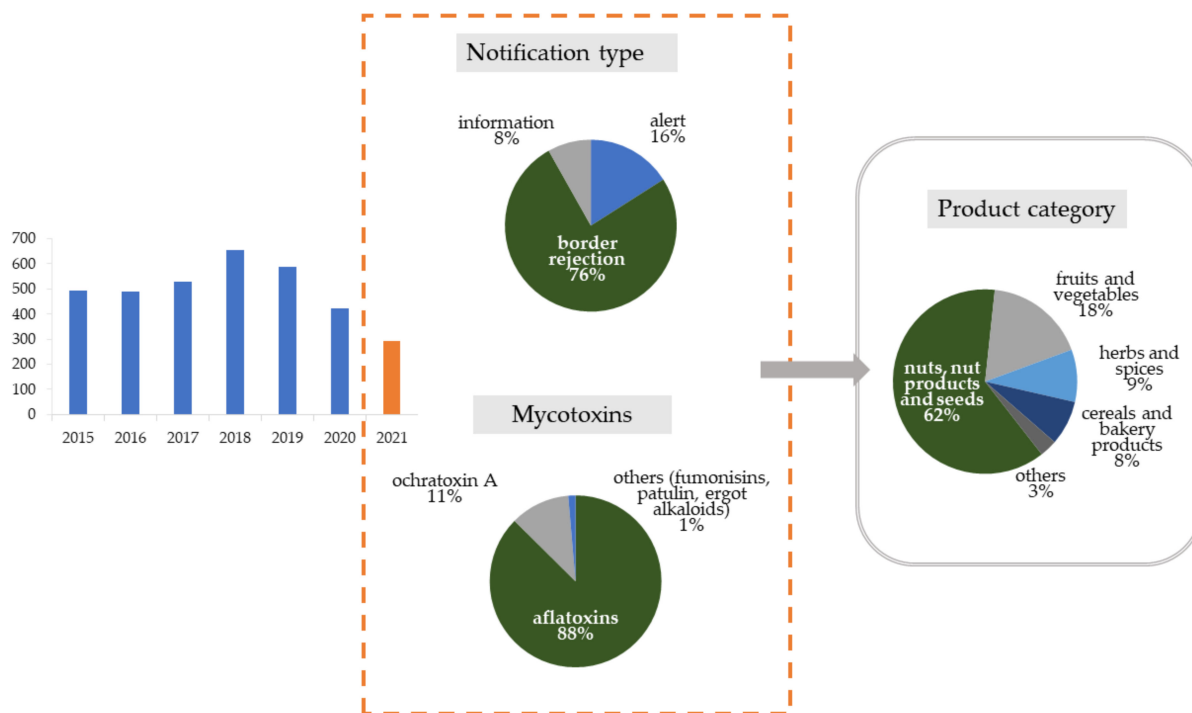 Notification type
information
8%
alert
16%
border
rejection
76%
700
600
500
400
300
200
100
0
2015
2016
2017
2018
2019
2020
2021
Mycotoxins
ochratoxin A
11%
others (fumonisins,
patulin, ergot
alkaloids)
1%
aflatoxins
88%
Product category
fruits and
vegetables
18%
herbs and
spices
9%
nuts, nut
products
and seeds
62%
cereals and
bakery
products
8%
others
3%